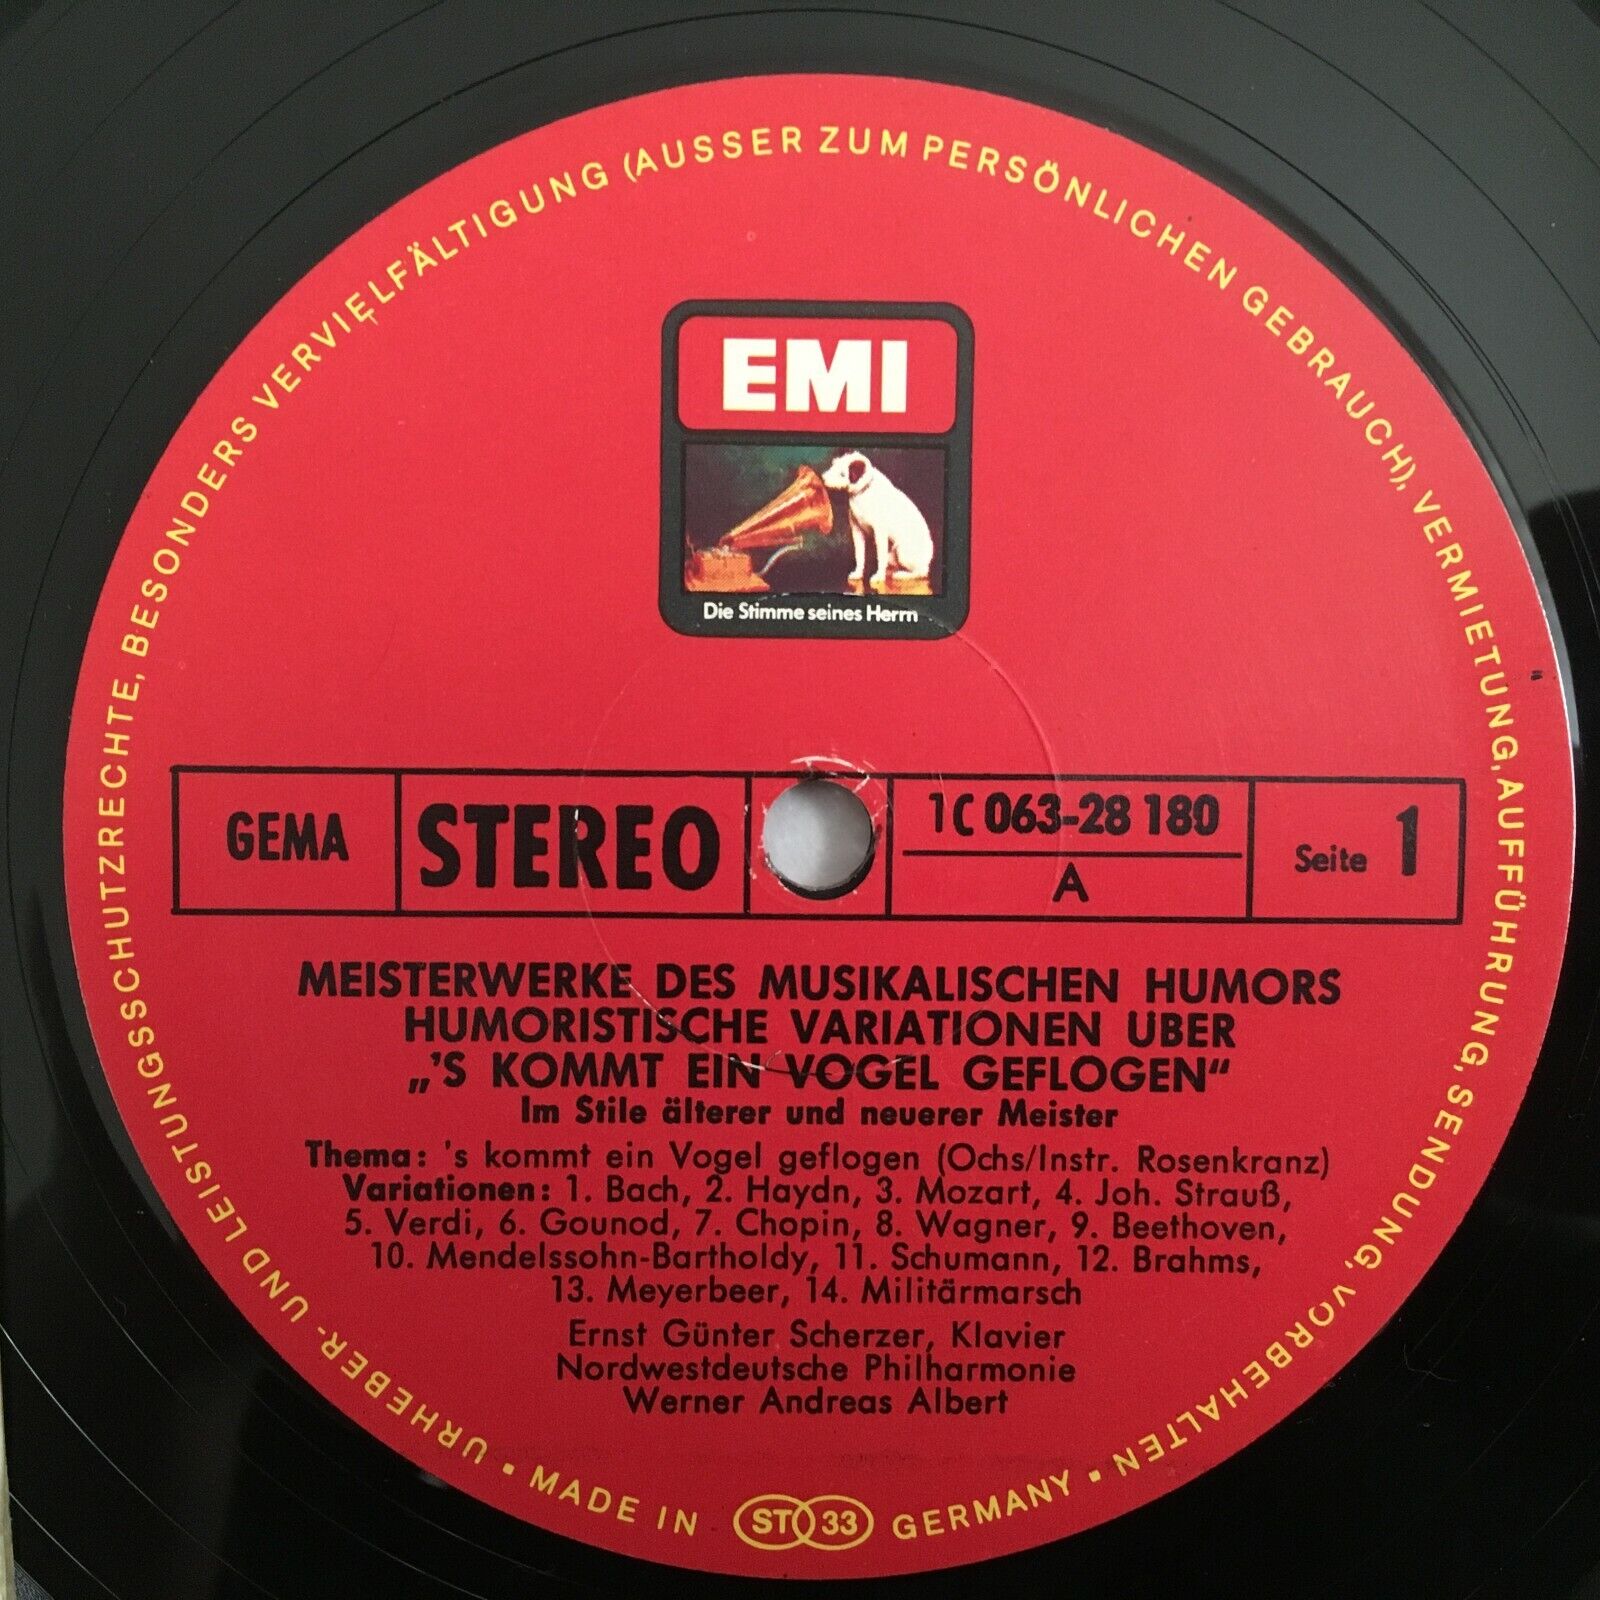 URHEBER- UND LEISTUNGSSCHUTZRECHTE, BESONDERS VERVIELFÄLTIGUNG (AUSSER ZUM PERSÖNLICHEN GEBRAUCH), VERMIETUNG, AUFFÜHRUNG, SENDUNG, VORBEHALTEN
EMI
Die Stimme seines Herrn
GEMA
STEREO
1C 063-28 180
A
Seite 1
MEISTERWERKE DES MUSIKALISCHEN HUMORS
HUMORISTISCHE VARIATIONEN ÜBER
„'S KOMMT EIN VOGEL GEFLOGEN“
Im Stile älterer und neuerer Meister
Thema: 's kommt ein Vogel geflogen (Ochs/Instr. Rosenkranz)
Variationen: 1. Bach, 2. Haydn, 3. Mozart, 4. Joh. Strauß,
5. Verdi, 6. Gounod, 7. Chopin, 8. Wagner, 9. Beethoven,
10. Mendelssohn-Bartholdy, 11. Schumann, 12. Brahms,
13. Meyerbeer, 14. Militärmarsch
Ernst Günter Scherzer, Klavier
Nordwestdeutsche Philharmonie
Werner Andreas Albert
• MADE IN ST 33 GERMANY •